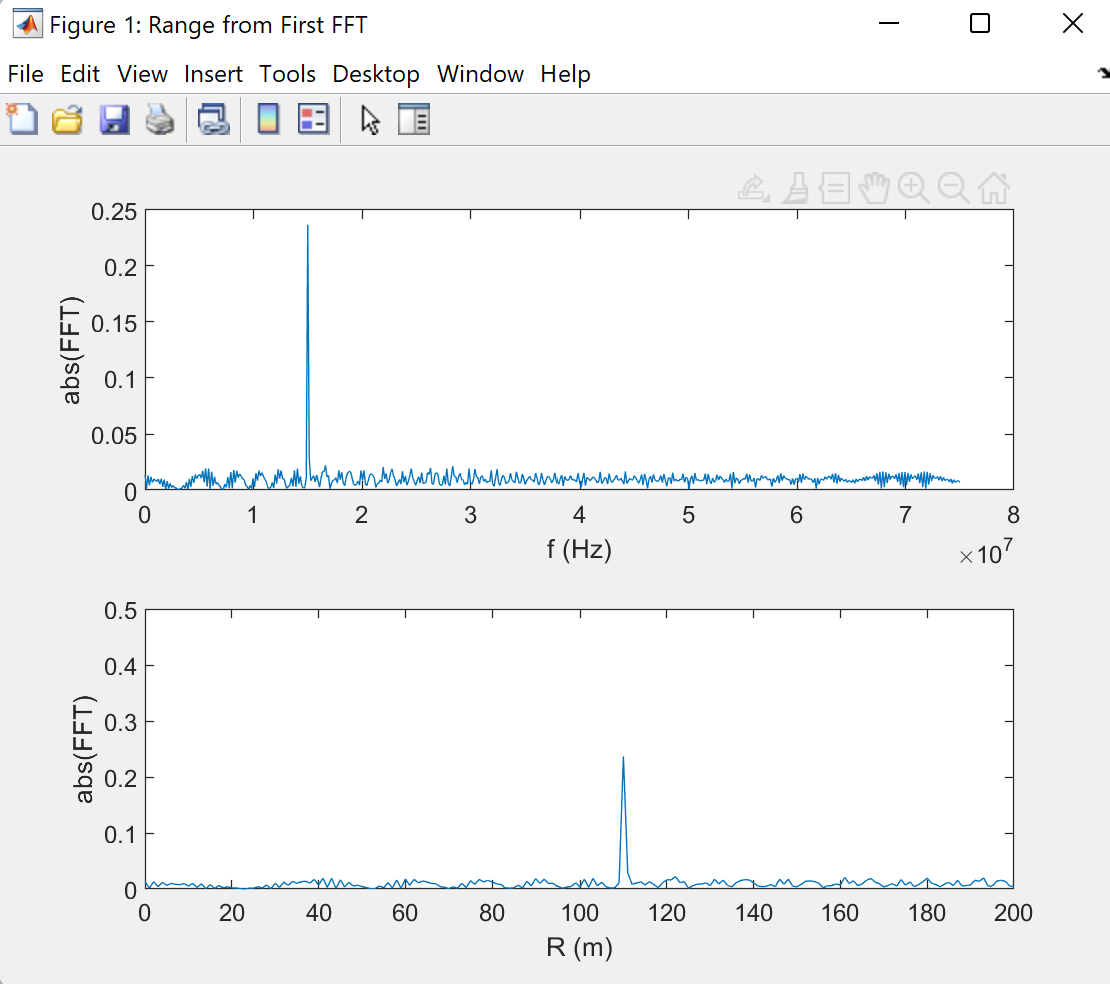 Figure 1: Range from First FFT
File Edit View Insert Tools Desktop Window Help
0.25
0.2
0.15
0.1
0.05
0
abs(FFT)
0 1 2 3 4 5 6 7 8
f (Hz)
×10^7
0.5
0.4
0.3
0.2
0.1
0
abs(FFT)
0 20 40 60 80 100 120 140 160 180 200
R (m)